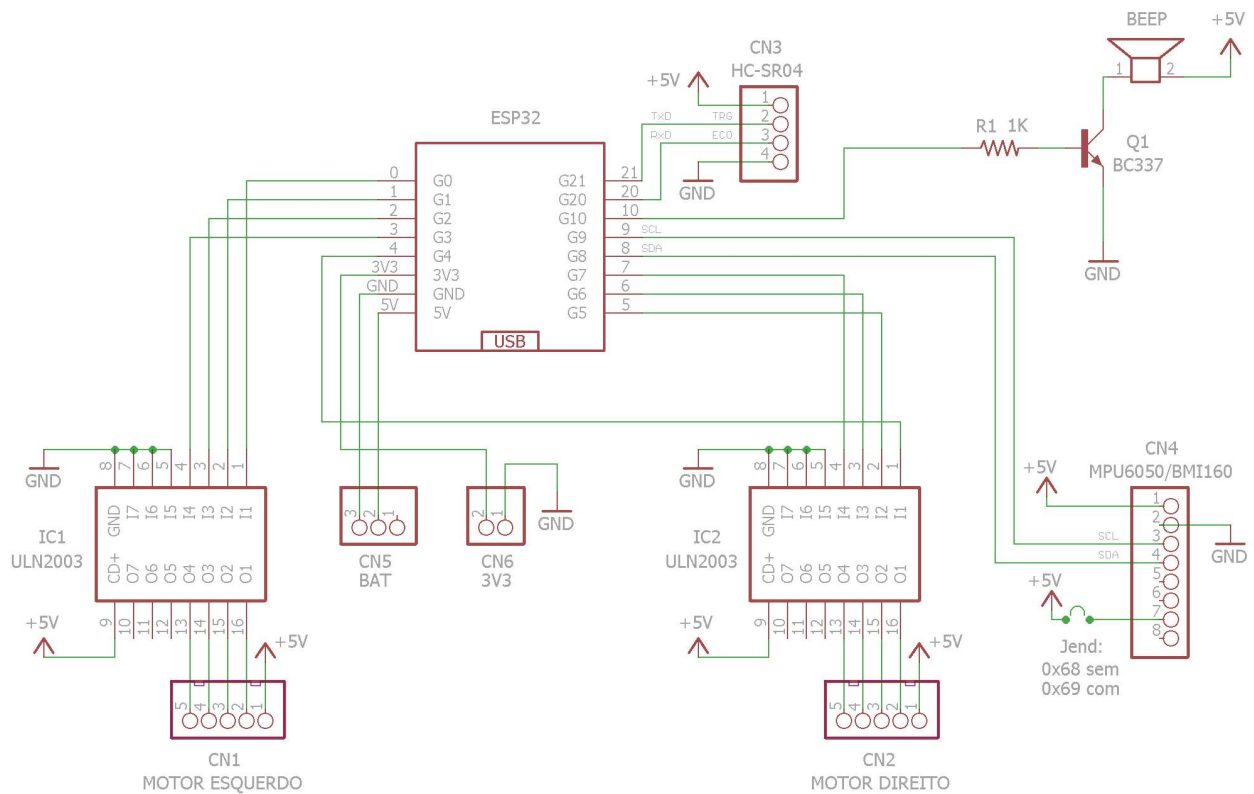 BEEP
+5V
1 2
CN3
HC-SR04
+5V
1
TxD TRG 2
RxD ECO 3
4
GND
R1 1K
Q1
BC337
GND
ESP32
0 G0 G21 21
1 G1 G20 20
2 G2 G10 10
3 G3 G9 9 SCL
4 G4 G8 8 SDA
3V3 3V3 G7 7
GND GND G6 6
5V 5V G5 5
USB
GND
8 7 6 5 4 3 2 1
GND I7 I6 I5 I4 I3 I2 I1
IC1
ULN2003
CD+ O7 O6 O5 O4 O3 O2 O1
9 10 11 12 13 14 15 16
+5V
+5V
5 4 3 2 1
CN1
MOTOR ESQUERDO
3 2 1
CN5
BAT
2 1
CN6
3V3
GND
GND
8 7 6 5 4 3 2 1
GND I7 I6 I5 I4 I3 I2 I1
IC2
ULN2003
CD+ O7 O6 O5 O4 O3 O2 O1
9 10 11 12 13 14 15 16
+5V
+5V
5 4 3 2 1
CN2
MOTOR DIREITO
CN4
MPU6050/BMI160
+5V
1
2
SCL 3
SDA 4
5
6
7
8
GND
+5V
Jend:
0x68 sem
0x69 com